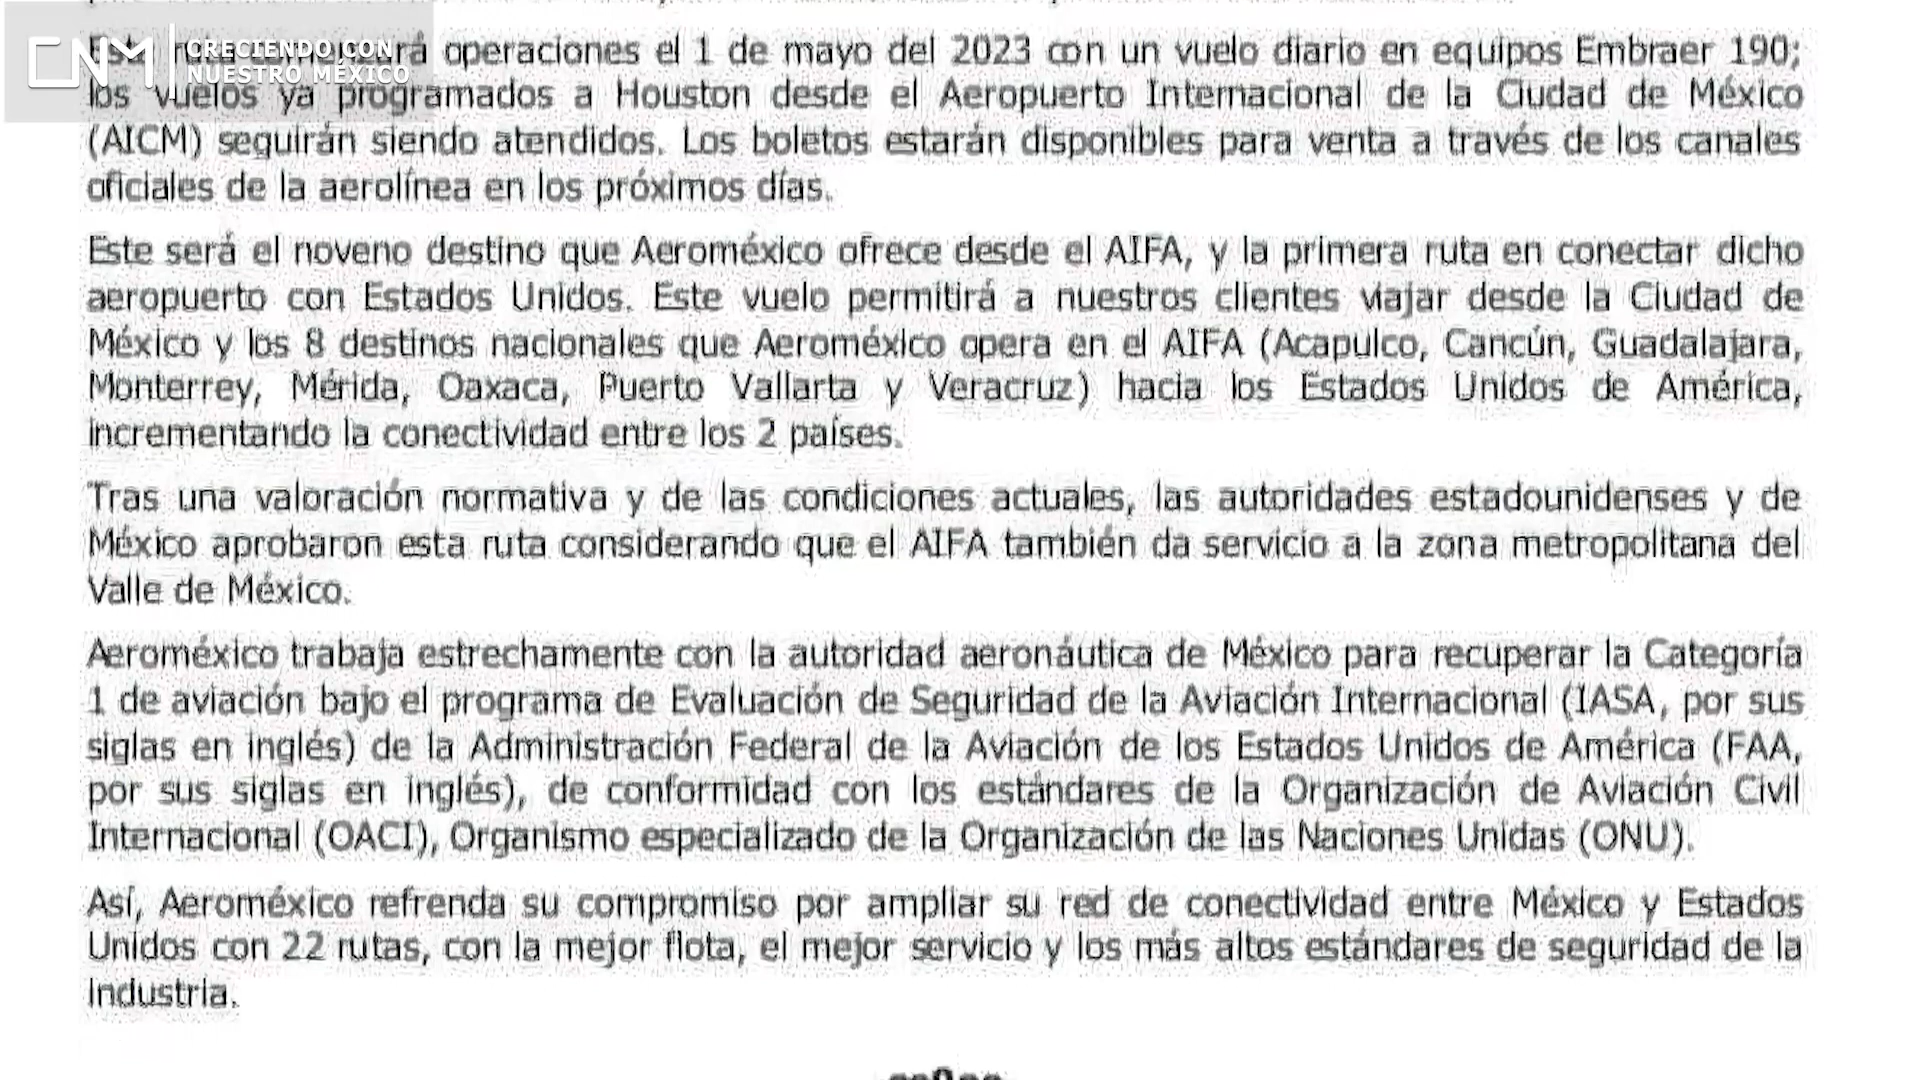 CNM CRECIENDO CON
NUESTRO MÉXICO
Esta ruta comenzará operaciones el 1 de mayo del 2023 con un vuelo diario en equipos Embraer 190;
los vuelos ya programados a Houston desde el Aeropuerto Internacional de la Ciudad de México
(AICM) seguirán siendo atendidos. Los boletos estarán disponibles para venta a través de los canales
oficiales de la aerolínea en los próximos días.
Este será el noveno destino que Aeroméxico ofrece desde el AIFA, y la primera ruta en conectar dicho
aeropuerto con Estados Unidos. Este vuelo permitirá a nuestros clientes viajar desde la Ciudad de
México y los 8 destinos nacionales que Aeroméxico opera en el AIFA (Acapulco, Cancún, Guadalajara,
Monterrey, Mérida, Oaxaca, Puerto Vallarta y Veracruz) hacia los Estados Unidos de América,
incrementando la conectividad entre los 2 países.
Tras una valoración normativa y de las condiciones actuales, las autoridades estadounidenses y de
México aprobaron esta ruta considerando que el AIFA también da servicio a la zona metropolitana del
Valle de México.
Aeroméxico trabaja estrechamente con la autoridad aeronáutica de México para recuperar la Categoría
1 de aviación bajo el programa de Evaluación de Seguridad de la Aviación Internacional (IASA, por sus
siglas en inglés) de la Administración Federal de la Aviación de los Estados Unidos de América (FAA,
por sus siglas en inglés), de conformidad con los estándares de la Organización de Aviación Civil
Internacional (OACI), Organismo especializado de la Organización de las Naciones Unidas (ONU).
Así, Aeroméxico refrenda su compromiso por ampliar su red de conectividad entre México y Estados
Unidos con 22 rutas, con la mejor flota, el mejor servicio y los más altos estándares de seguridad de la
industria.